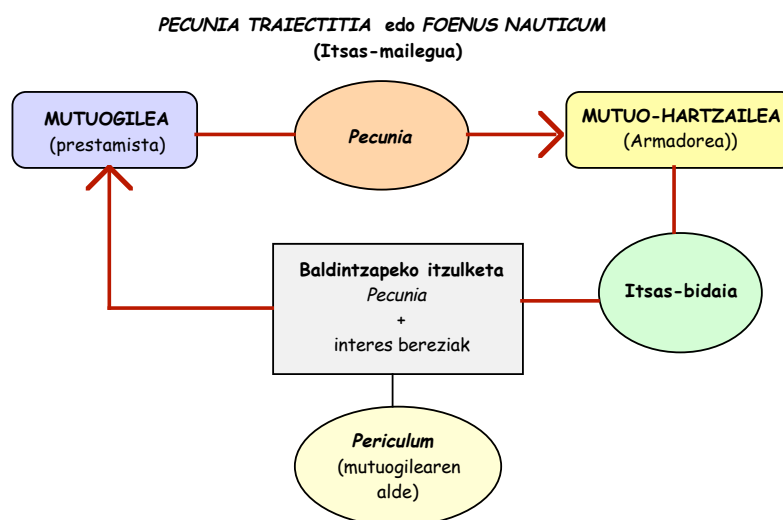 PECUNIA TRAIECTITIA edo FOENUS NAUTICUM
(Itsas-mailegua)
MUTUOGILEA
(prestamista)
Pecunia
MUTUO-HARTZAILEA
(Armadorea))
Itsas-bidaia
Baldintzapeko itzulketa
Pecunia
+
interes bereziak
Periculum
(mutuogilearen
alde)